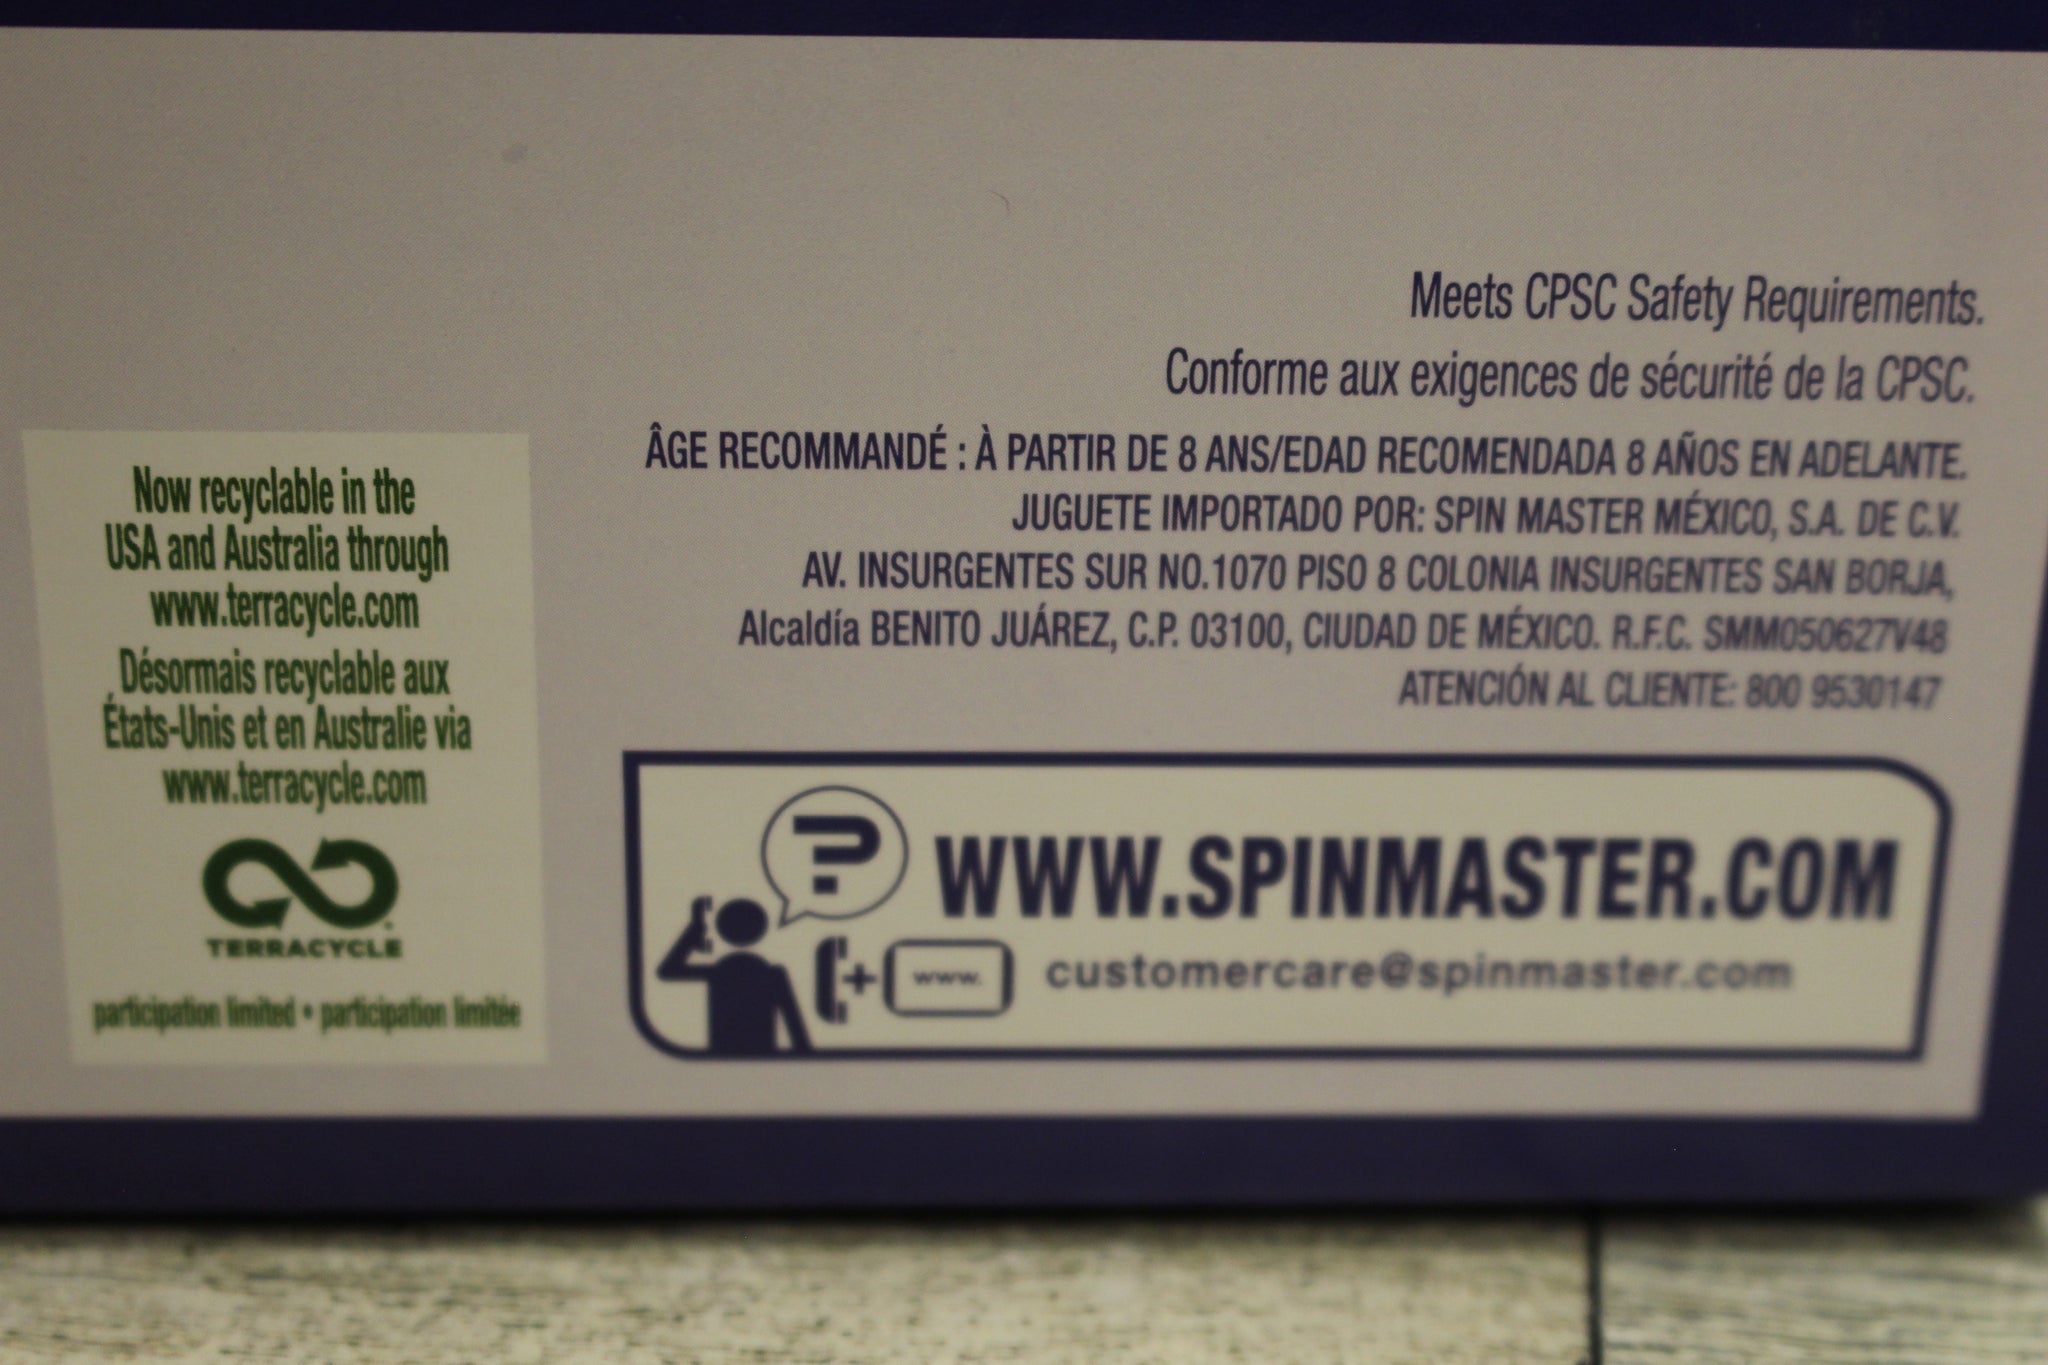 Meets CPSC Safety Requirements.
Conforme aux exigences de sécurité de la CPSC.
ÂGE RECOMMANDÉ : À PARTIR DE 8 ANS/EDAD RECOMENDADA 8 AÑOS EN ADELANTE.
JUGUETE IMPORTADO POR: SPIN MASTER MÉXICO, S.A. DE C.V.
AV. INSURGENTES SUR NO.1070 PISO 8 COLONIA INSURGENTES SAN BORJA,
Alcaldía BENITO JUÁREZ, C.P. 03100, CIUDAD DE MÉXICO. R.F.C. SMM050627V48
ATENCIÓN AL CLIENTE: 800 9530147
Now recyclable in the
USA and Australia through
www.terracycle.com
Désormais recyclable aux
États-Unis et en Australie via
www.terracycle.com
TERRACYCLE
participation limited • participation limitée
?
WWW.SPINMASTER.COM
+ www. customercare@spinmaster.com